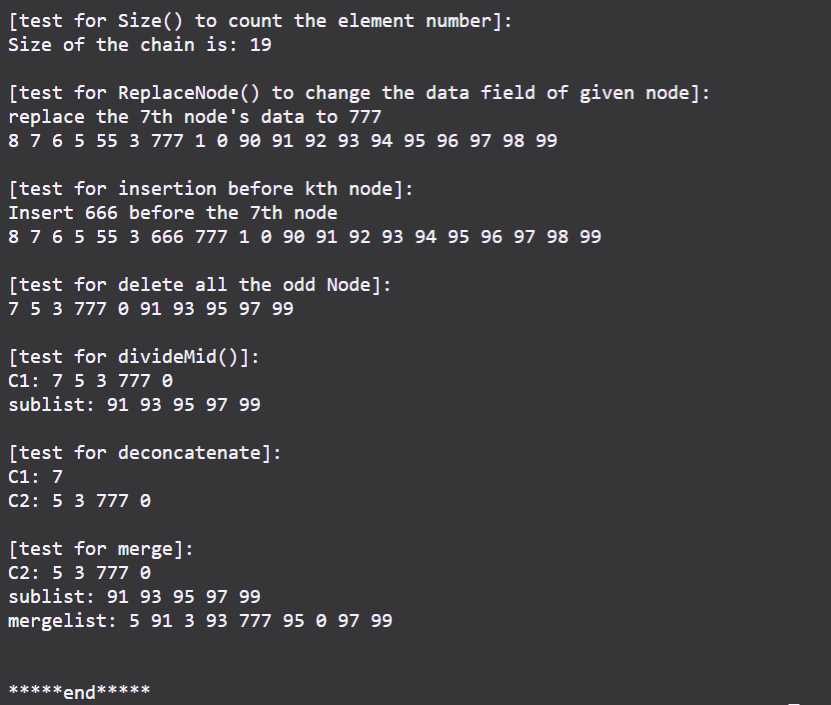 [test for Size() to count the element number]:
Size of the chain is: 19
[test for ReplaceNode() to change the data field of given node]:
replace the 7th node's data to 777
8 7 6 5 55 3 777 1 0 90 91 92 93 94 95 96 97 98 99
[test for insertion before kth node]:
Insert 666 before the 7th node
8 7 6 5 55 3 666 777 1 0 90 91 92 93 94 95 96 97 98 99
[test for delete all the odd Node]:
7 5 3 777 0 91 93 95 97 99
[test for divideMid()]:
C1: 7 5 3 777 0
sublist: 91 93 95 97 99
[test for deconcatenate]:
C1: 7
C2: 5 3 777 0
[test for merge]:
C2: 5 3 777 0
sublist: 91 93 95 97 99
mergelist: 5 91 3 93 777 95 0 97 99
*****end*****